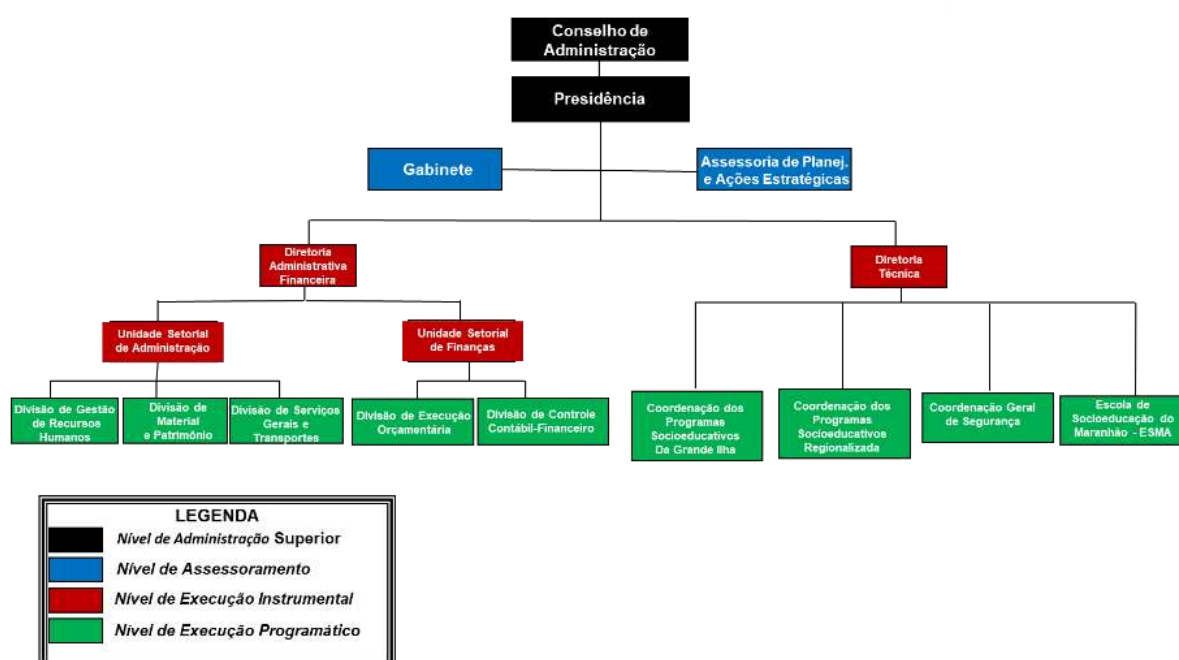 Conselho de
Administração
Presidência
Gabinete
Assessoria de Planej.
e Ações Estratégicas
Diretoria
Administrativa
Financeira
Diretoria
Técnica
Unidade Setorial
de Administração
Unidade Setorial
de Finanças
Divisão de Gestão
de Recursos
Humanos
Divisão de
Material
e Patrimônio
Divisão de Serviços
Gerais e
Transportes
Divisão de Execução
Orçamentária
Divisão de Controle
Contábil-Financeiro
Coordenação dos
Programas
Socioeducativos
Da Grande Ilha
Coordenação dos
Programas
Socioeducativos
Regionalizada
Coordenação Geral
de Segurança
Escola de
Socioeducação do
Maranhão - ESMA
LEGENDA
Nível de Administração Superior
Nível de Assessoramento
Nível de Execução Instrumental
Nível de Execução Programático